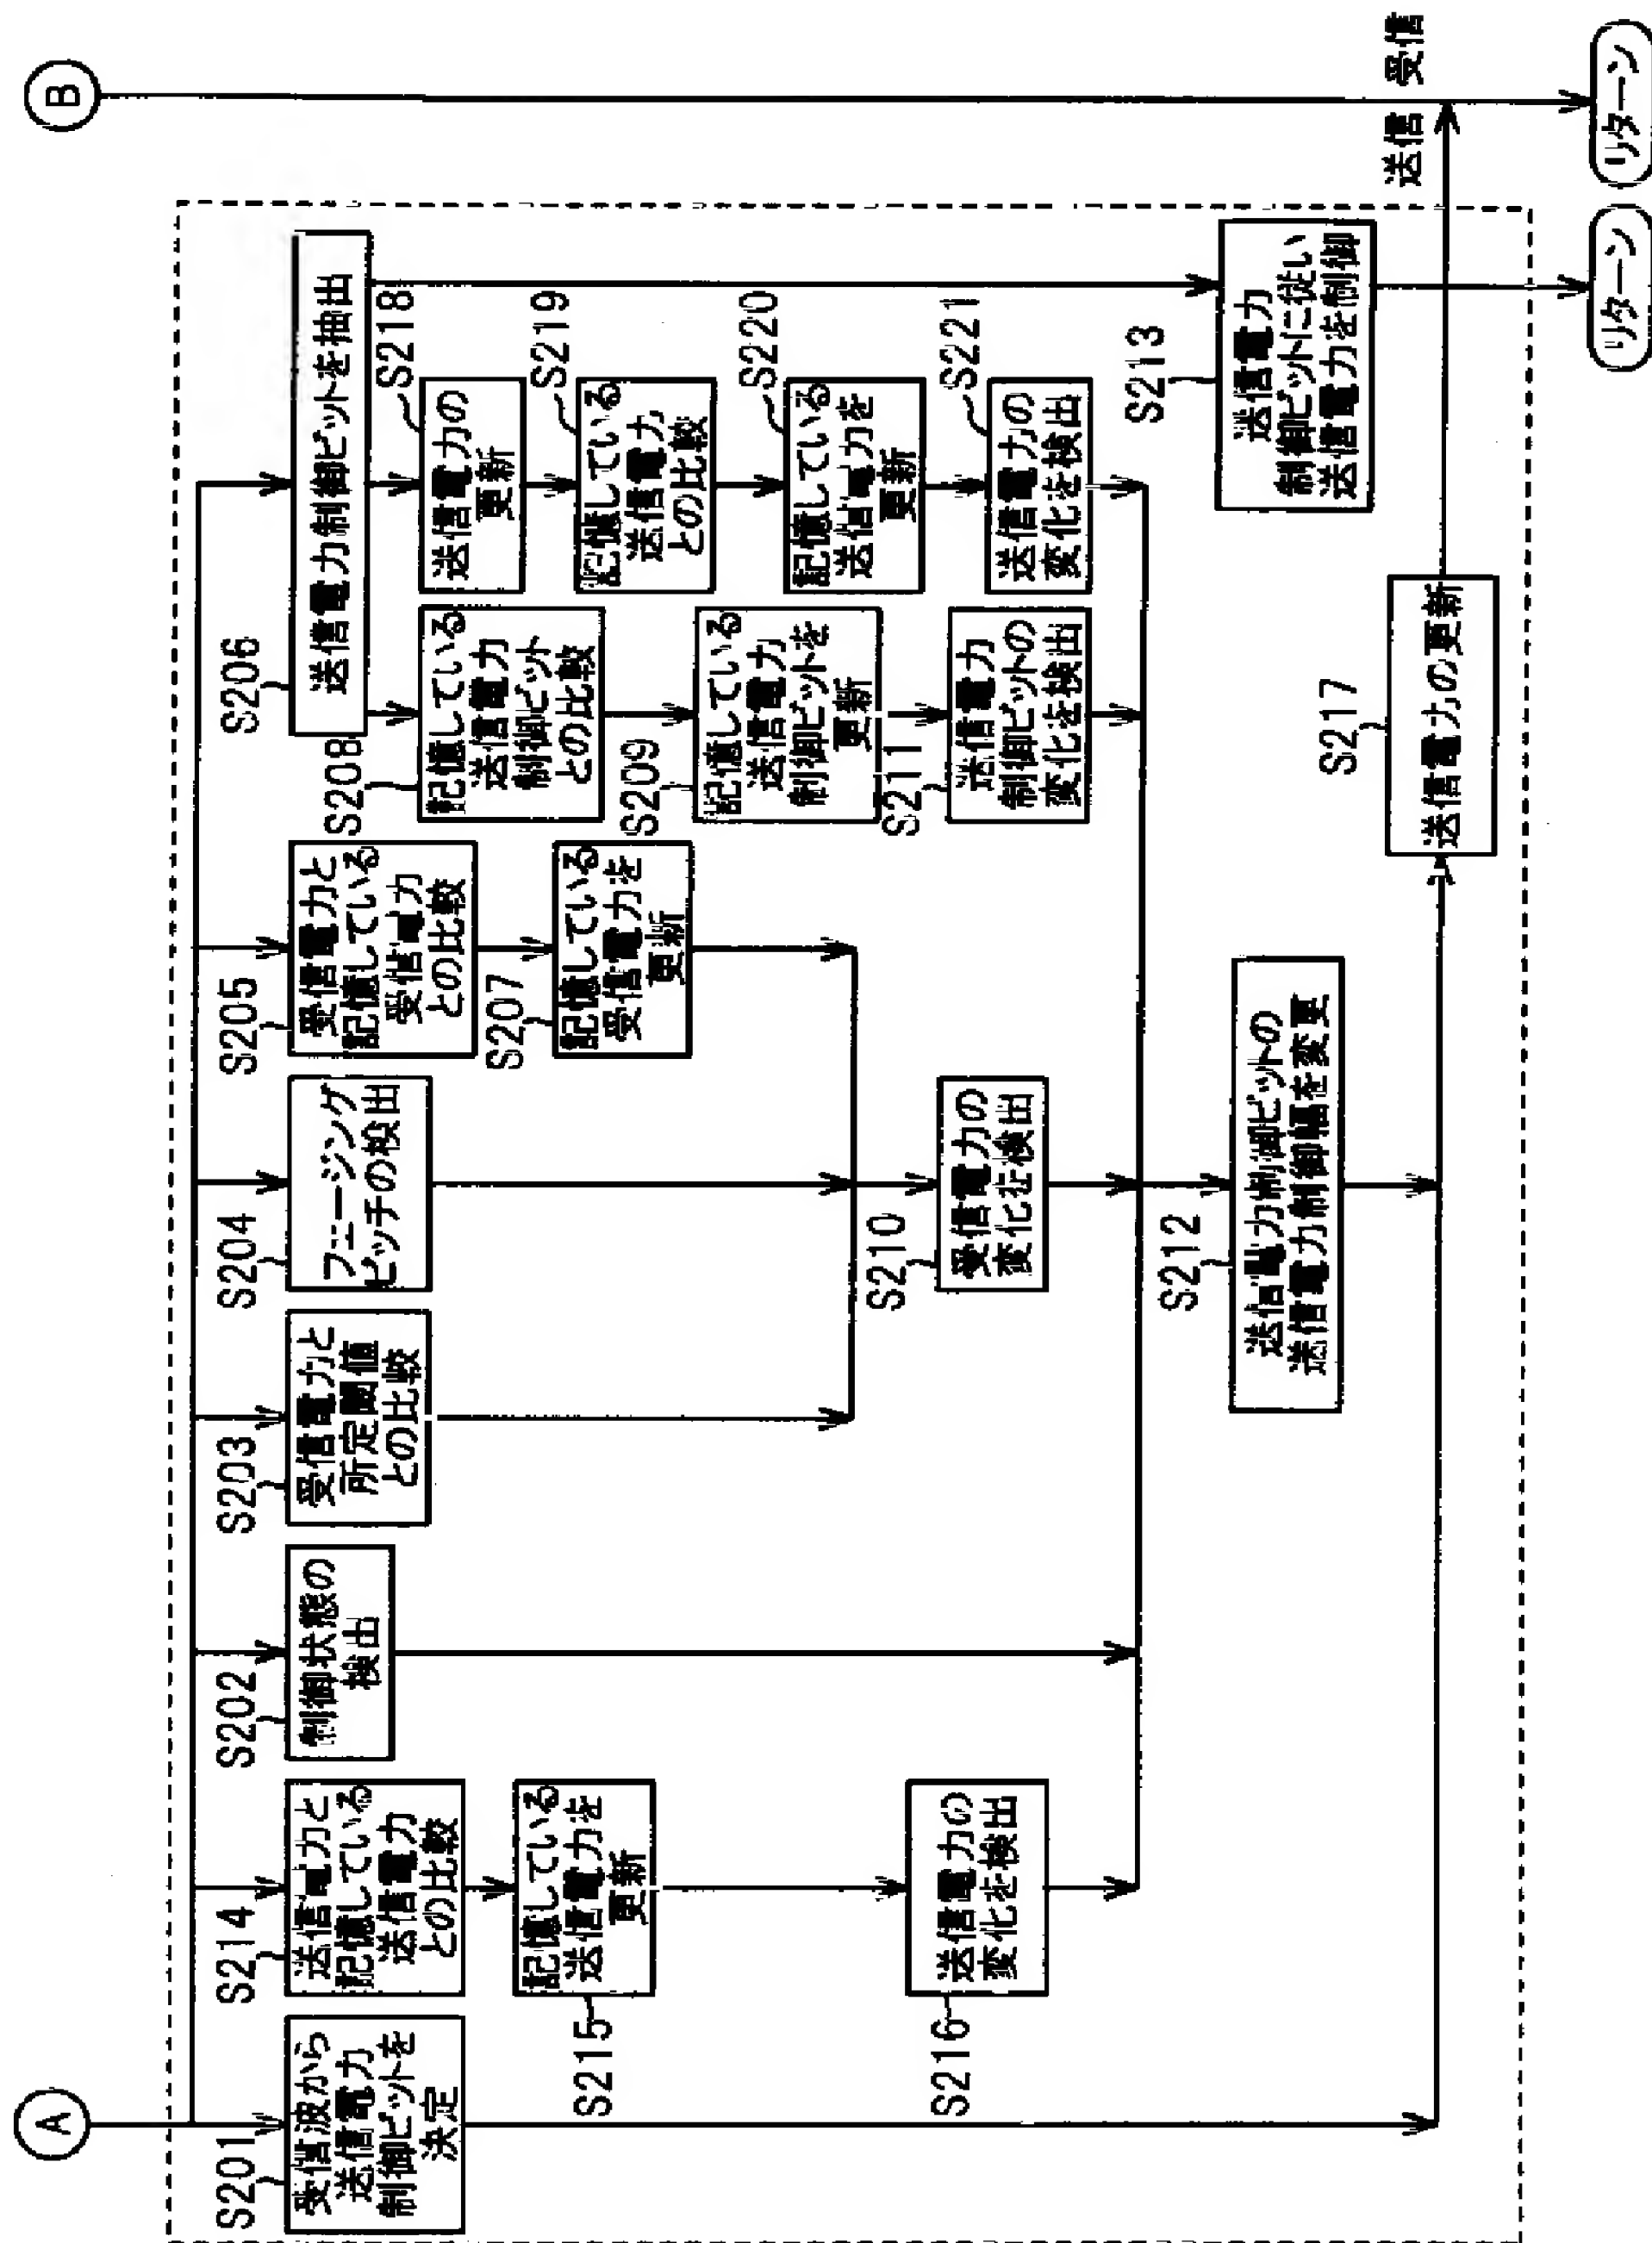 A
B
S201
受信波から
送信電力
制御ビットを
決定
S214
送信電力と
記憶している
送信電力
との比較
S215
記憶している
送信電力を
更新
S216
送信電力の
変化を検出
S202
制御状態の
検出
S203
受信電力と
所定閾値
との比較
S204
フェージング
ピッチの検出
S205
受信電力と
記憶している
受信電力
との比較
S207
記憶している
受信電力を
更新
S210
受信電力の
変化を検出
S206
送信電力制御ビットを抽出
S208
記憶している
送信電力
制御ビット
との比較
S209
記憶している
送信電力
制御ビットを
更新
S211
送信電力
制御ビットの
変化を検出
S218
送信電力の
更新
S219
記憶している
送信電力
との比較
S220
記憶している
送信電力を
更新
S221
送信電力の
変化を検出
S212
送信電力制御ビットの
送信電力制御幅を変更
S213
送信電力
制御ビットに従い
送信電力を制御
S217
送信電力の更新
送信 受信
リターン
リターン